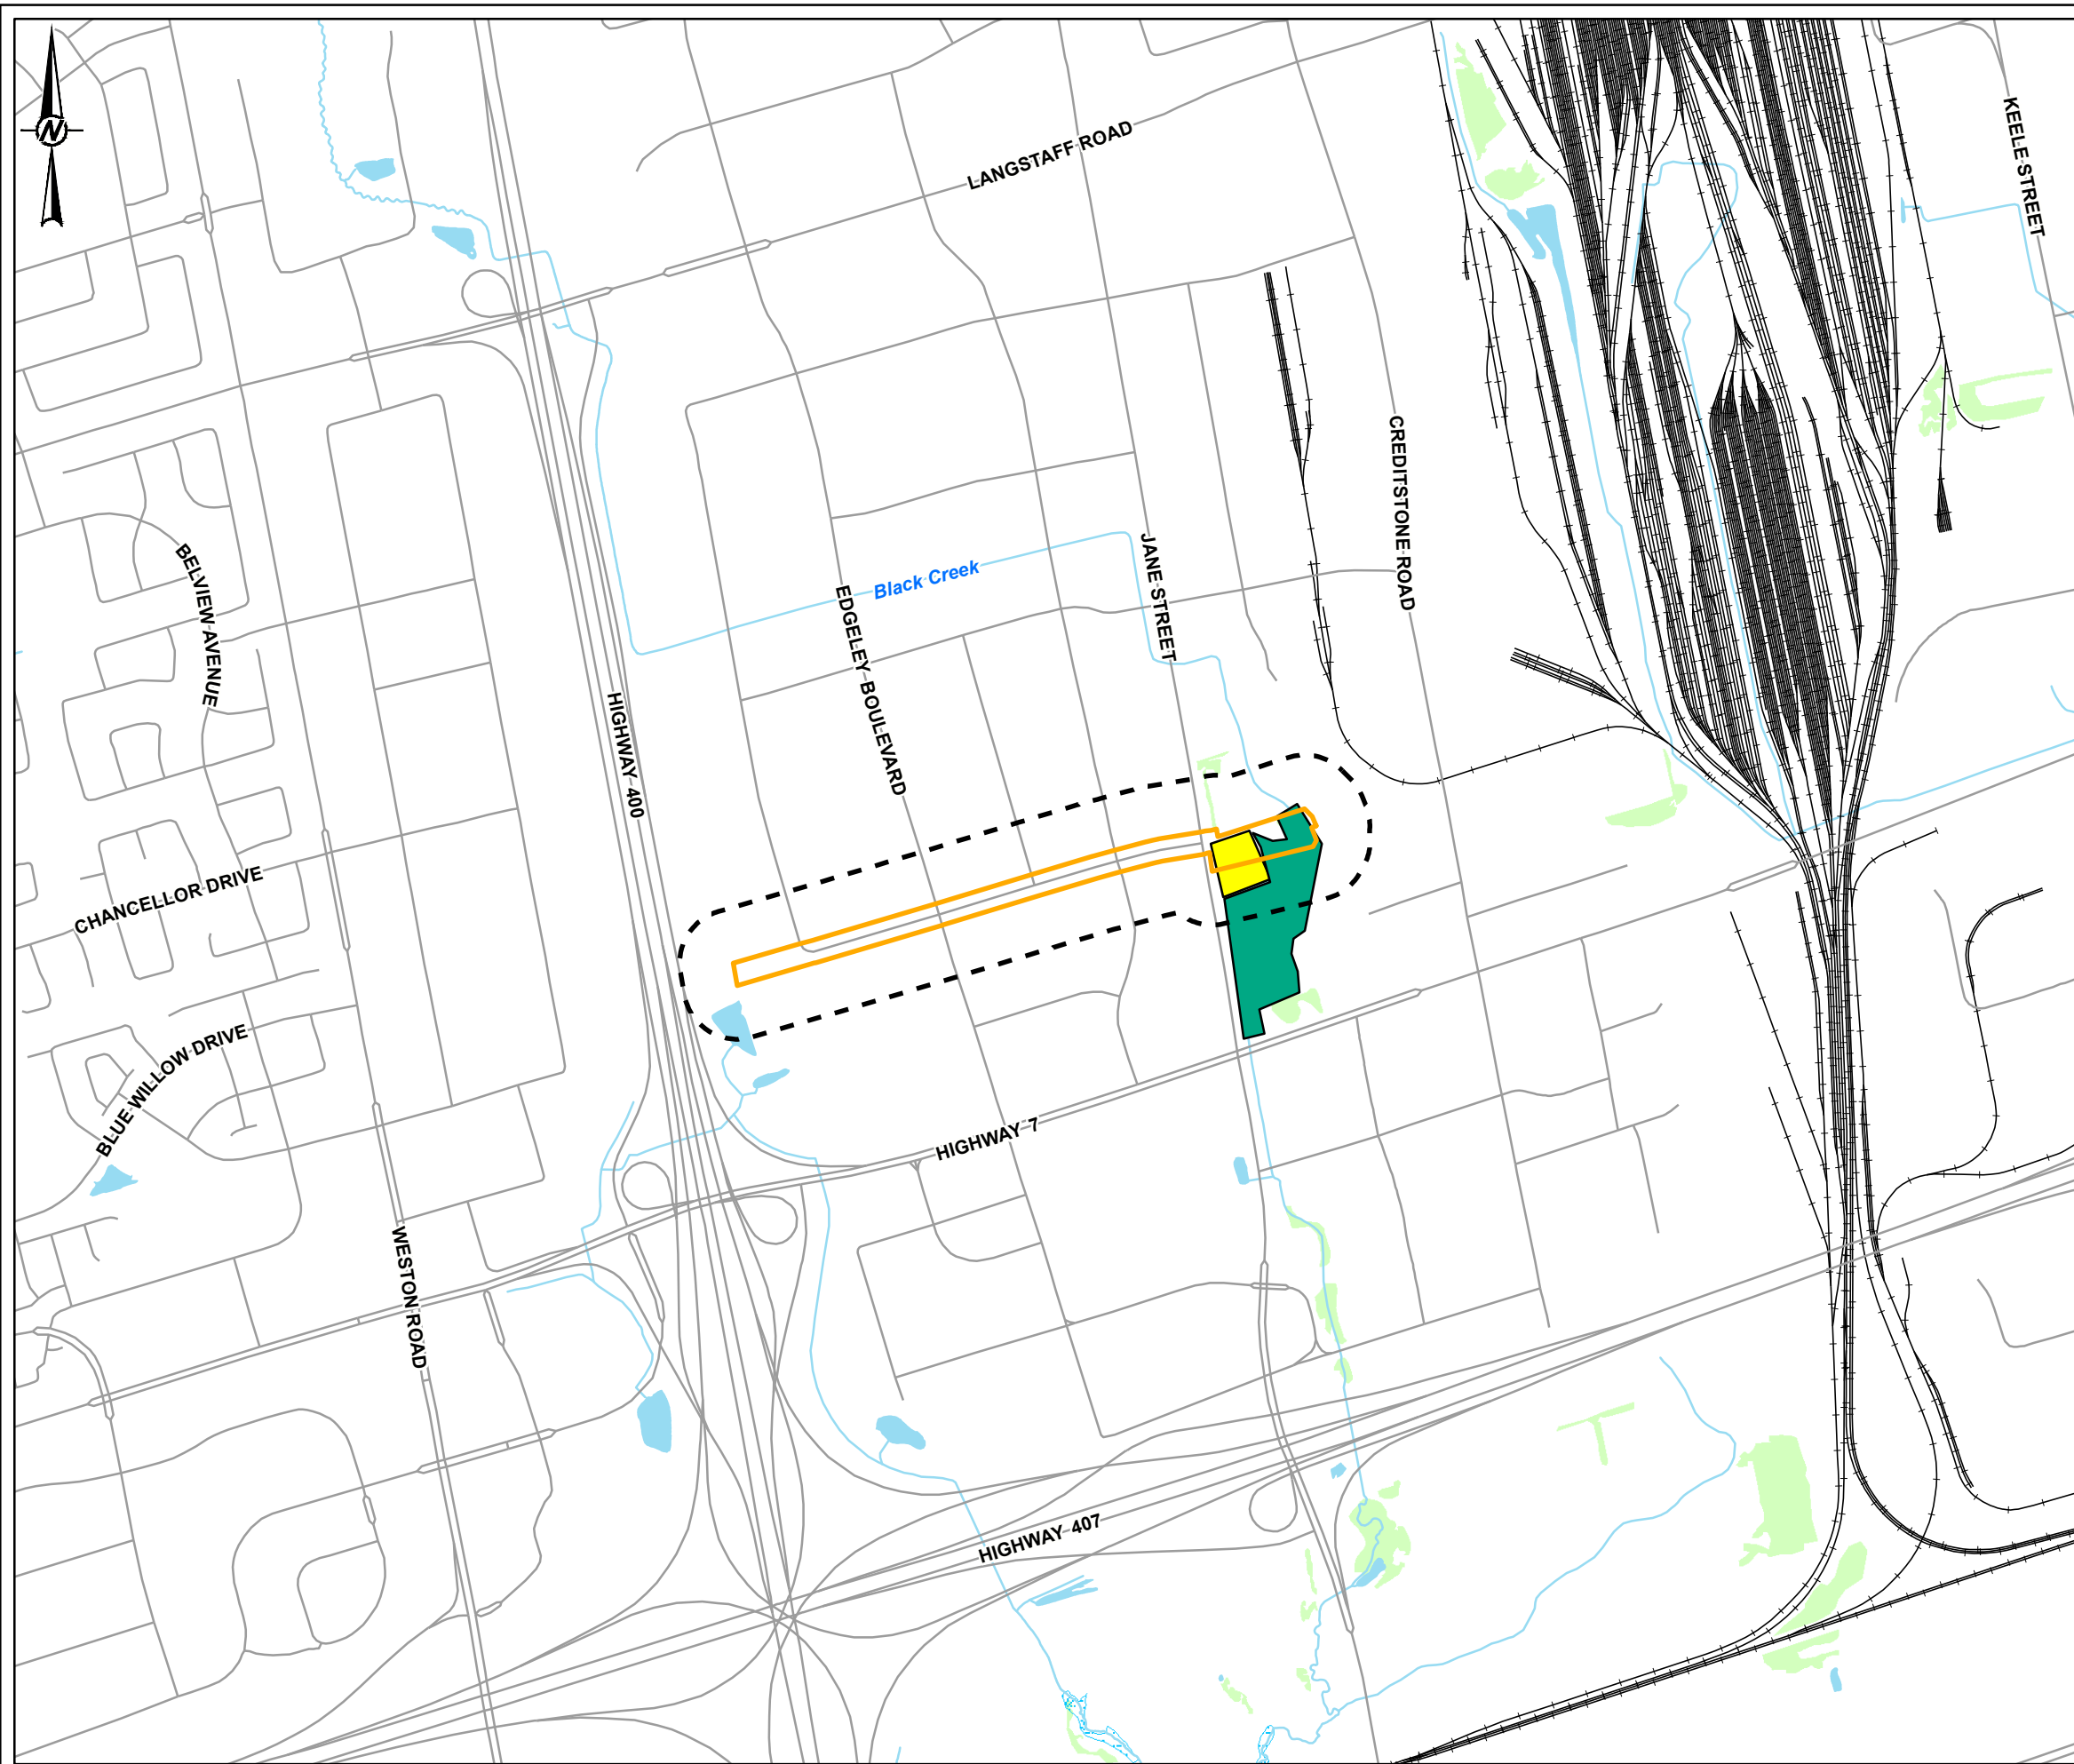 N
LANGSTAFF ROAD
KEELE STREET
CREDITSTONE ROAD
JANE STREET
Black Creek
BELVIEW AVENUE
EDGELEY BOULEVARD
HIGHWAY 400
CHANCELLOR DRIVE
BLUE WILLOW DRIVE
HIGHWAY 7
WESTON ROAD
HIGHWAY 407